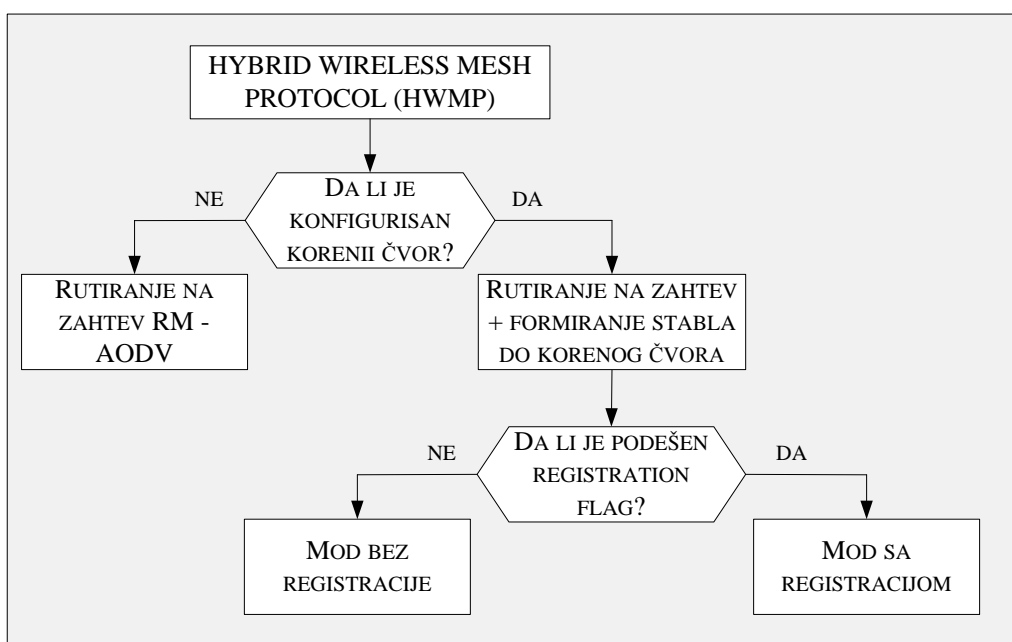 HYBRID WIRELESS MESH
PROTOCOL (HWMP)
DA LI JE
KONFIGURISAN
KORENII ČVOR?
NE
DA
RUTIRANJE NA
ZAHTEV RM -
AODV
RUTIRANJE NA ZAHTEV
+ FORMIRANJE STABLA
DO KORENOG ČVORA
DA LI JE PODEŠEN
REGISTRATION
FLAG?
NE
DA
MOD BEZ
REGISTRACIJE
MOD SA
REGISTRACIJOM